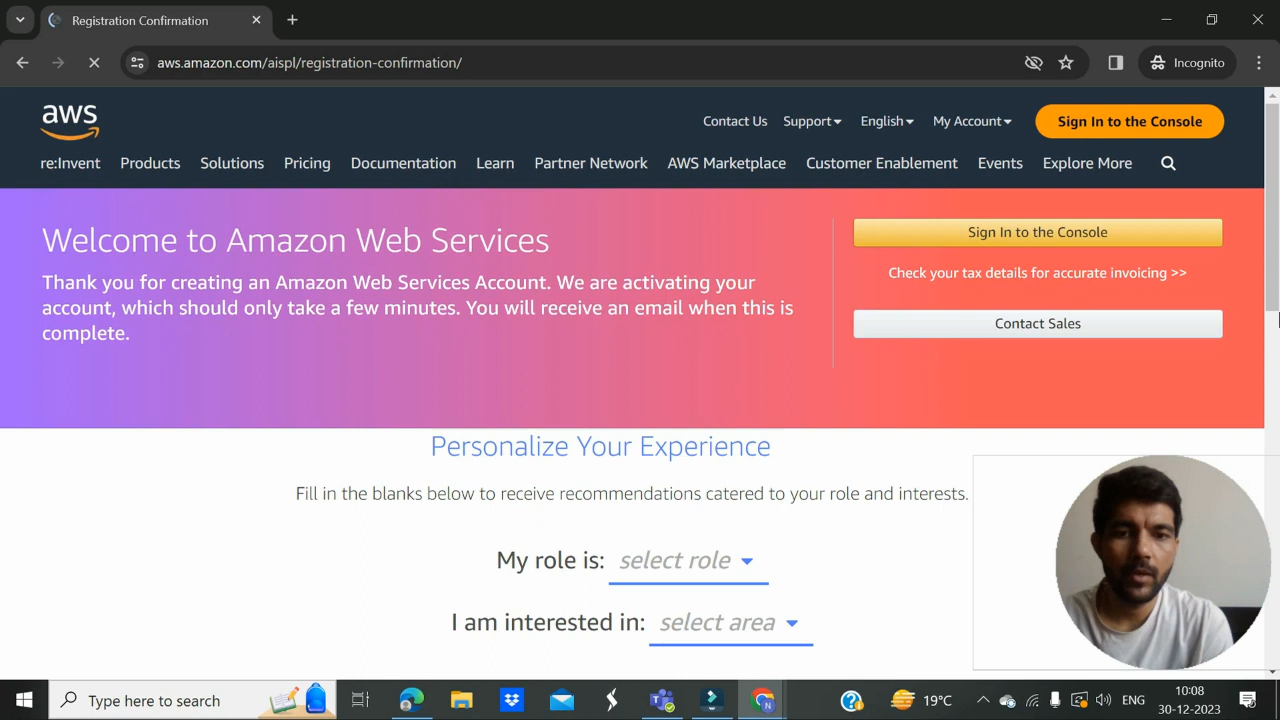 Registration Confirmation
aws.amazon.com/aispl/registration-confirmation/
Incognito
aws
Contact Us Support English My Account Sign In to the Console
re:Invent Products Solutions Pricing Documentation Learn Partner Network AWS Marketplace Customer Enablement Events Explore More
Welcome to Amazon Web Services
Thank you for creating an Amazon Web Services Account. We are activating your
account, which should only take a few minutes. You will receive an email when this is
complete.
Sign In to the Console
Check your tax details for accurate invoicing >>
Contact Sales
Personalize Your Experience
Fill in the blanks below to receive recommendations catered to your role and interests.
My role is: select role
I am interested in: select area
Type here to search
19°C
ENG
10:08
30-12-2023